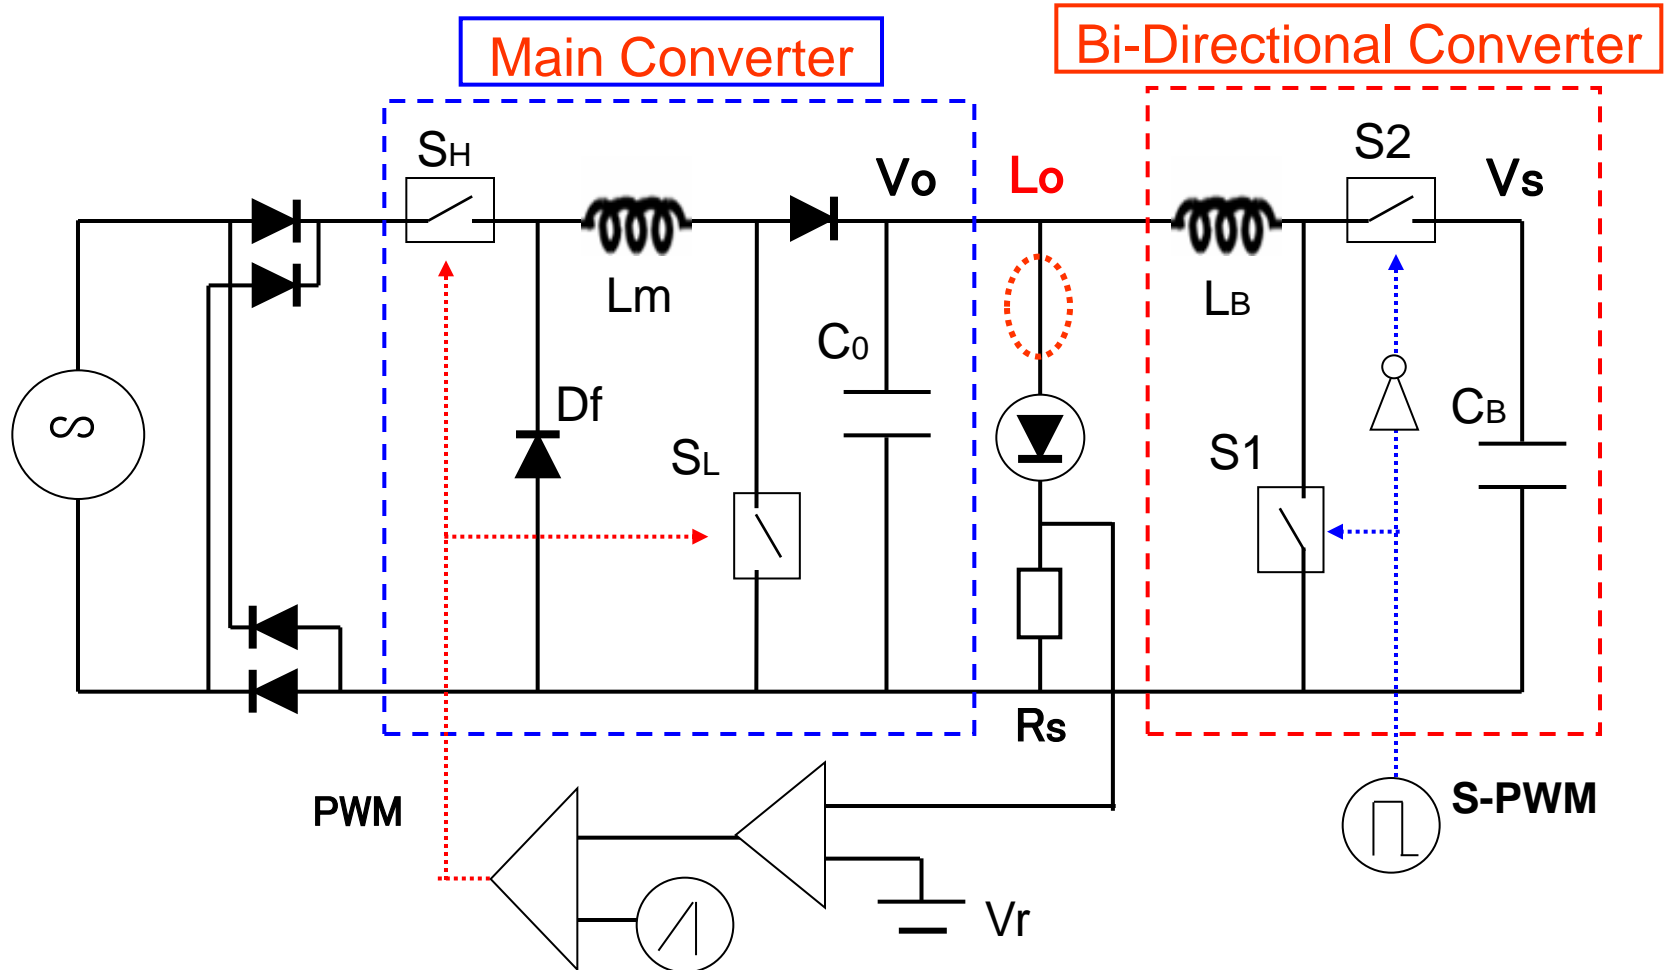 Main Converter
Bi-Directional Converter
SH
S2
Vo
Lo
Vs
Lm
LB
C0
Df
CB
SL
S1
Rs
PWM
S-PWM
Vr